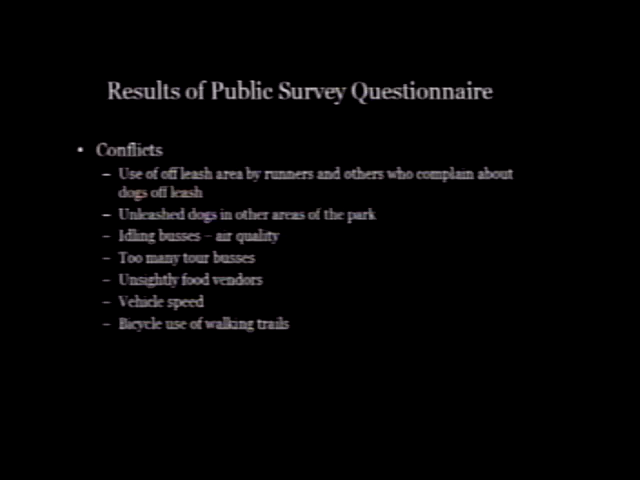 Results of Public Survey Questionnaire
• Conflicts
– Use of off leash area by runners and others who complain about
dogs off leash
– Unleashed dogs in other areas of the park
– Idling busses – air quality
– Too many tour busses
– Unsightly food vendors
– Vehicle speed
– Bicycle use of walking trails